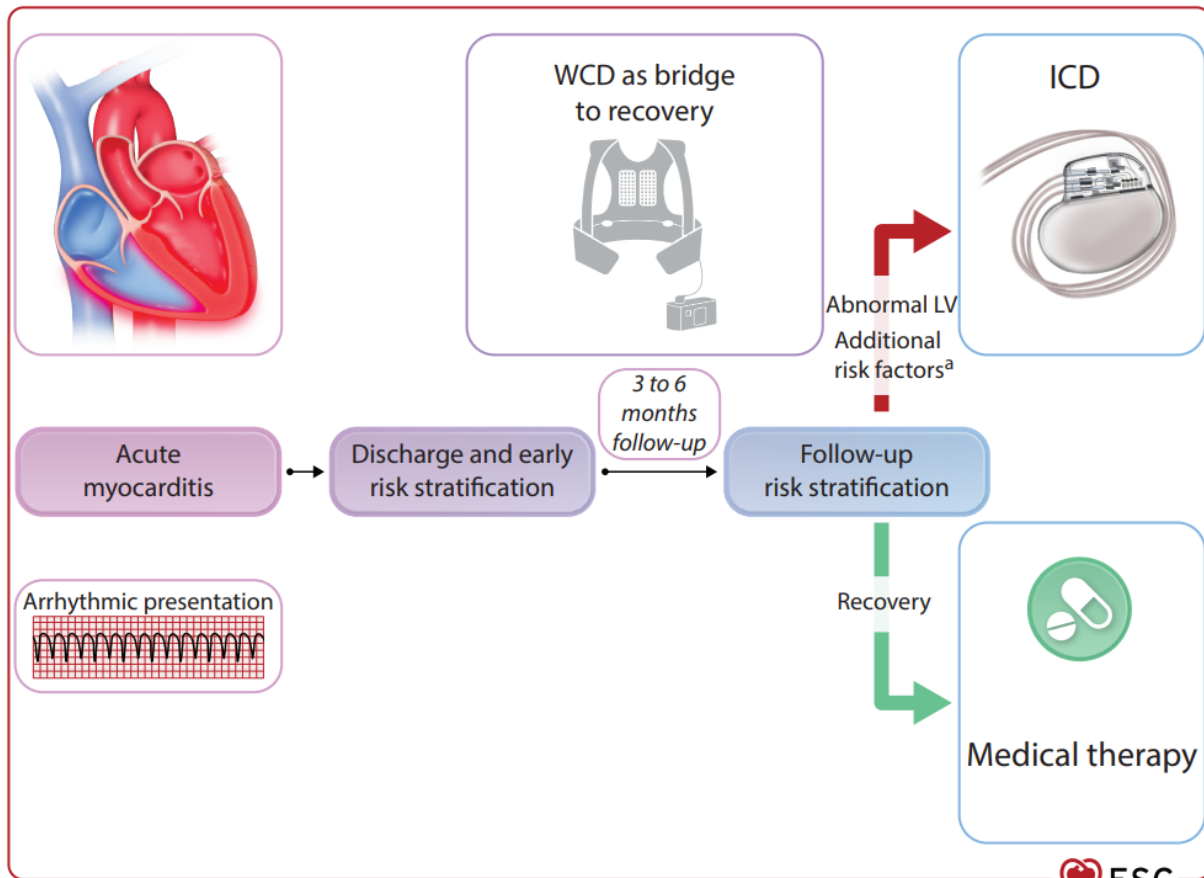 WCD as bridge
to recovery
ICD
Abnormal LV
Additional
risk factorsᵃ
3 to 6
months
follow-up
Acute
myocarditis
Discharge and early
risk stratification
Follow-up
risk stratification
Arrhythmic presentation
Recovery
Medical therapy
ESC